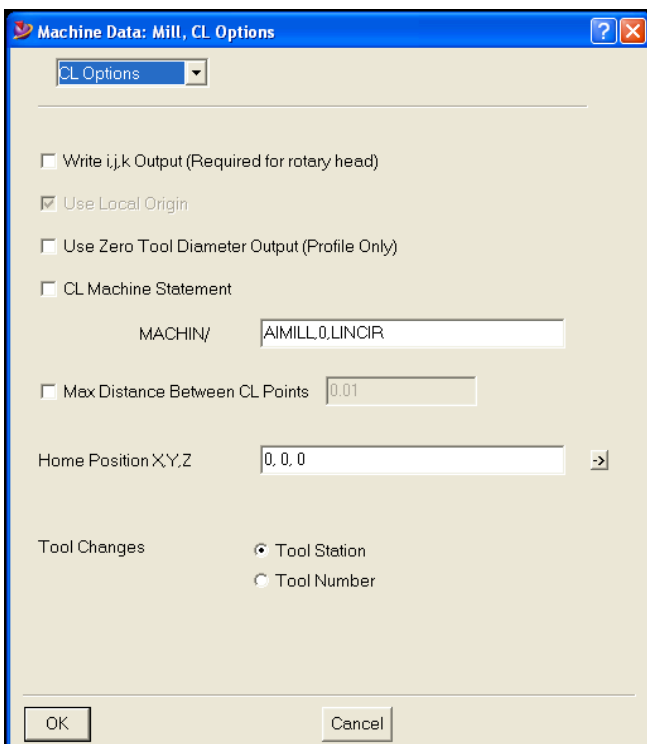 Machine Data: Mill, CL Options
CL Options
Write i,j,k Output (Required for rotary head)
Use Local Origin
Use Zero Tool Diameter Output (Profile Only)
CL Machine Statement
MACHIN/ AIMILL,0,LINCIR
Max Distance Between CL Points 0.01
Home Position X,Y,Z 0, 0, 0 ->
Tool Changes Tool Station
Tool Number
OK Cancel